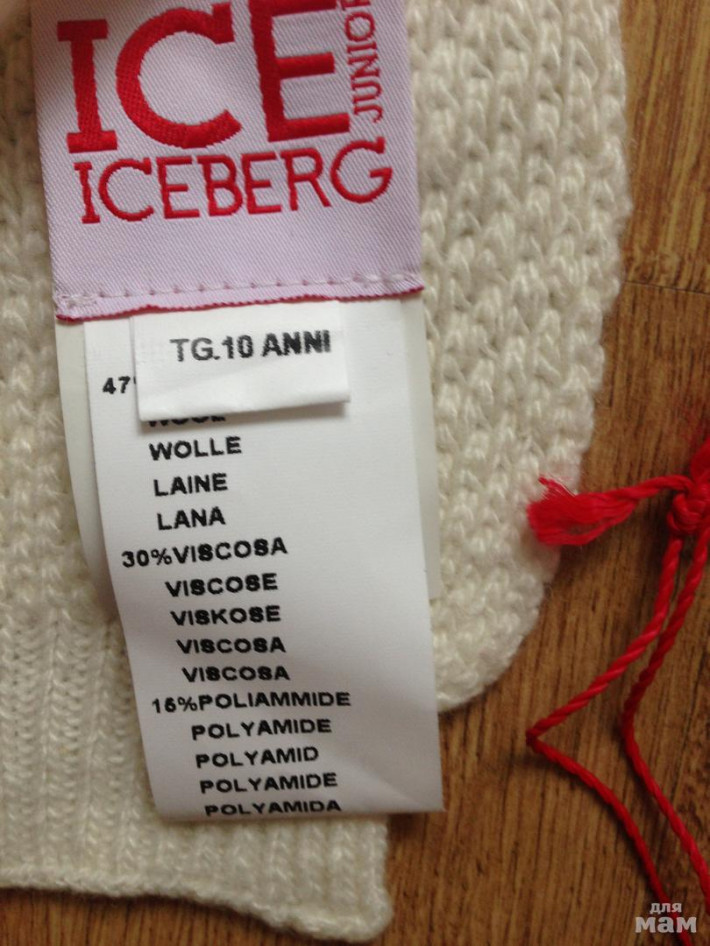 ICE
JUNIOR
ICEBERG
TG.10 ANNI
47
WOLLE
LAINE
LANA
30%VISCOSA
VISCOSE
VISKOSE
VISCOSA
VISCOSA
15%POLIAMMIDE
POLYAMIDE
POLYAMID
POLYAMIDE
POLYAMIDA
для
мам